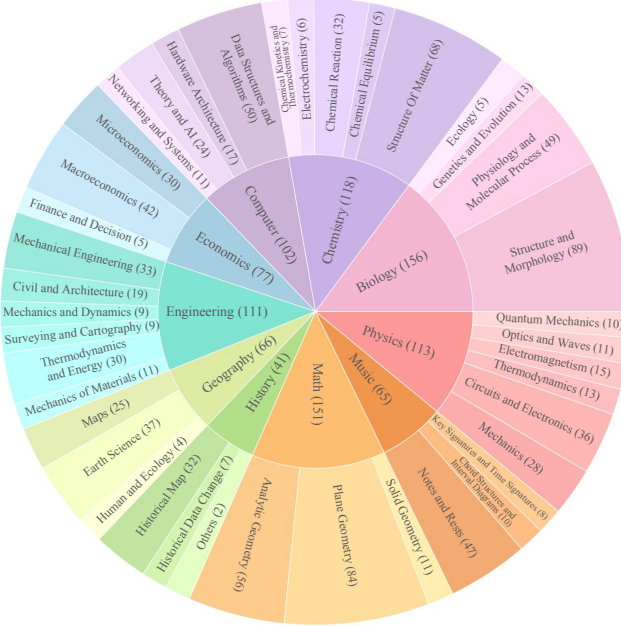 Chemistry (118)
Chemical Kinetics and
Thermochemistry (7)
Electrochemistry (6)
Chemical Reaction (32)
Chemical Equilibrium (5)
Structure Of Matter (68)
Biology (156)
Ecology (5)
Genetics and Evolution (13)
Physiology and
Molecular Process (49)
Structure and
Morphology (89)
Physics (113)
Quantum Mechanics (10)
Optics and Waves (11)
Electromagnetism (15)
Thermodynamics (13)
Circuits and Electronics (36)
Mechanics (28)
Music (65)
Key Signatures and Time Signatures (8)
Chord Structures and
Interval Diagrams (10)
Notes and Rests (47)
Math (151)
Solid Geometry (11)
Plane Geometry (84)
Analytic Geometry (56)
History (41)
Others (2)
Historical Data Change (7)
Historical Map (32)
Geography (66)
Human and Ecology (4)
Earth Science (37)
Maps (25)
Engineering (111)
Mechanics of Materials (11)
Thermodynamics
and Energy (30)
Surveying and Cartography (9)
Mechanics and Dynamics (9)
Civil and Architecture (19)
Mechanical Engineering (33)
Economics (77)
Finance and Decision (5)
Macroeconomics (42)
Microeconomics (30)
Computer (102)
Networking and Systems (11)
Theory and AI (24)
Hardware Architecture (17)
Data Structures and
Algorithms (50)